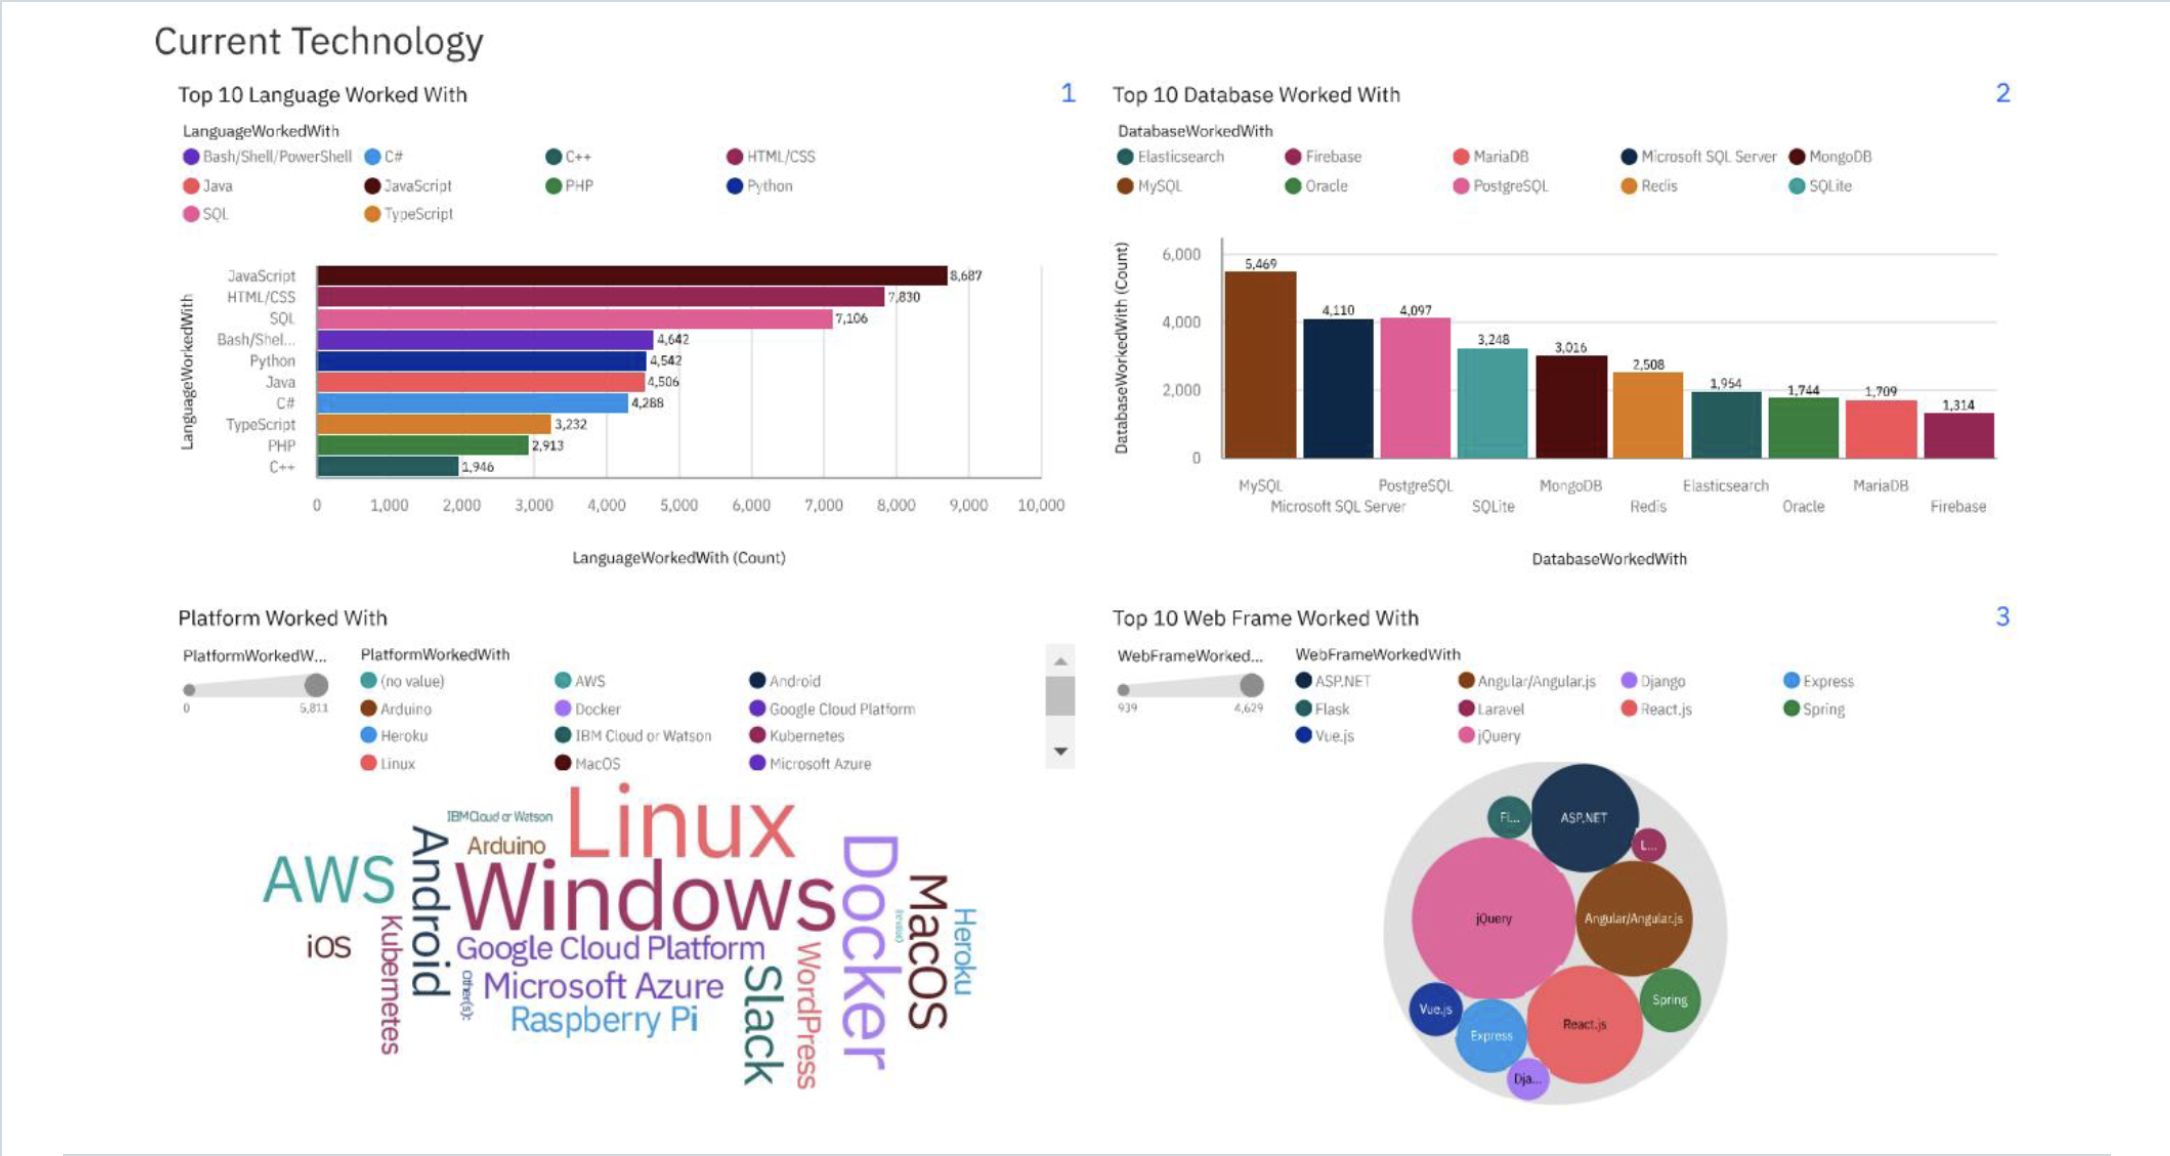 Current Technology
Top 10 Language Worked With
1
LanguageWorkedWith
Bash/Shell/PowerShell C# C++ HTML/CSS
Java JavaScript PHP Python
SQL TypeScript
LanguageWorkedWith
JavaScript 8,687
HTML/CSS 7,830
SQL 7,106
Bash/Shel... 4,642
Python 4,542
Java 4,506
C# 4,288
TypeScript 3,232
PHP 2,913
C++ 1,946
0 1,000 2,000 3,000 4,000 5,000 6,000 7,000 8,000 9,000 10,000
LanguageWorkedWith (Count)
Top 10 Database Worked With
2
DatabaseWorkedWith
Elasticsearch Firebase MariaDB Microsoft SQL Server MongoDB
MySQL Oracle PostgreSQL Redis SQLite
DatabaseWorkedWith (Count)
6,000
4,000
2,000
0
5,469 4,110 4,097 3,248 3,016 2,508 1,954 1,744 1,709 1,314
MySQL PostgreSQL MongoDB Elasticsearch MariaDB
Microsoft SQL Server SQLite Redis Oracle Firebase
DatabaseWorkedWith
Platform Worked With
PlatformWorkedW... PlatformWorkedWith
0 5,811
(no value) AWS Android
Arduino Docker Google Cloud Platform
Heroku IBM Cloud or Watson Kubernetes
Linux MacOS Microsoft Azure
Linux
IBM Cloud or Watson
Arduino
Android
AWS
Windows
Docker
MacOS
Heroku
iOS
Kubernetes
Google Cloud Platform
Other(s):
Microsoft Azure
Raspberry Pi
Slack
WordPress
Top 10 Web Frame Worked With
3
WebFrameWorked... WebFrameWorkedWith
939 4,629
ASP.NET Angular/Angular.js Django Express
Flask Laravel React.js Spring
Vue.js jQuery
Fl...
ASP.NET
L...
jQuery
Angular/Angular.js
Vue.js
Express
React.js
Spring
Dja...